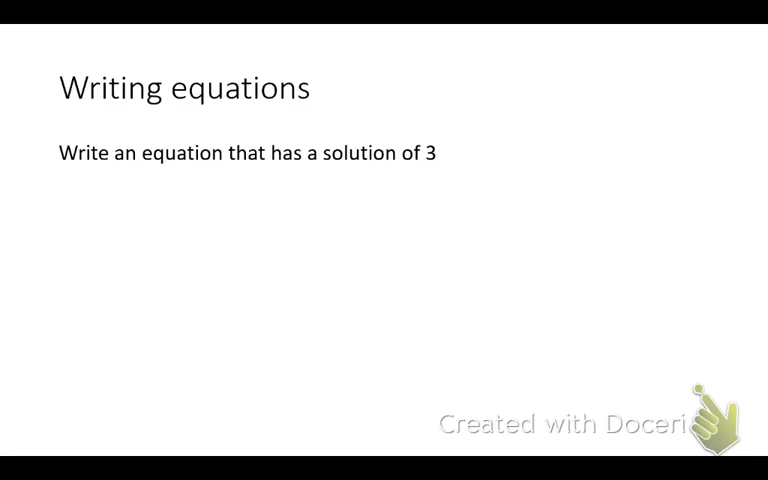 Writing equations
Write an equation that has a solution of 3
Created with Doceri